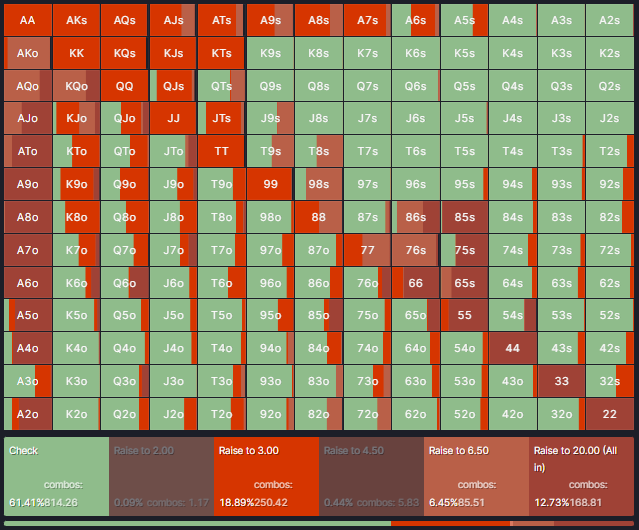 AA AKs AQs AJs ATs A9s A8s A7s A6s A5s A4s A3s A2s
AKo KK KQs KJs KTs K9s K8s K7s K6s K5s K4s K3s K2s
AQo KQo QQ QJs QTs Q9s Q8s Q7s Q6s Q5s Q4s Q3s Q2s
AJo KJo QJo JJ JTs J9s J8s J7s J6s J5s J4s J3s J2s
ATo KTo QTo JTo TT T9s T8s T7s T6s T5s T4s T3s T2s
A9o K9o Q9o J9o T9o 99 98s 97s 96s 95s 94s 93s 92s
A8o K8o Q8o J8o T8o 98o 88 87s 86s 85s 84s 83s 82s
A7o K7o Q7o J7o T7o 97o 87o 77 76s 75s 74s 73s 72s
A6o K6o Q6o J6o T6o 96o 86o 76o 66 65s 64s 63s 62s
A5o K5o Q5o J5o T5o 95o 85o 75o 65o 55 54s 53s 52s
A4o K4o Q4o J4o T4o 94o 84o 74o 64o 54o 44 43s 42s
A3o K3o Q3o J3o T3o 93o 83o 73o 63o 53o 43o 33 32s
A2o K2o Q2o J2o T2o 92o 82o 72o 62o 52o 42o 32o 22
Check Raise to 2.00 Raise to 3.00 Raise to 4.50 Raise to 6.50 Raise to 20.00 (All
in)
combos: combos: combos: combos:
61.41%814.26 0.09% combos: 1.17 18.89%250.42 0.44% combos: 5.83 6.45%85.51 12.73%168.81